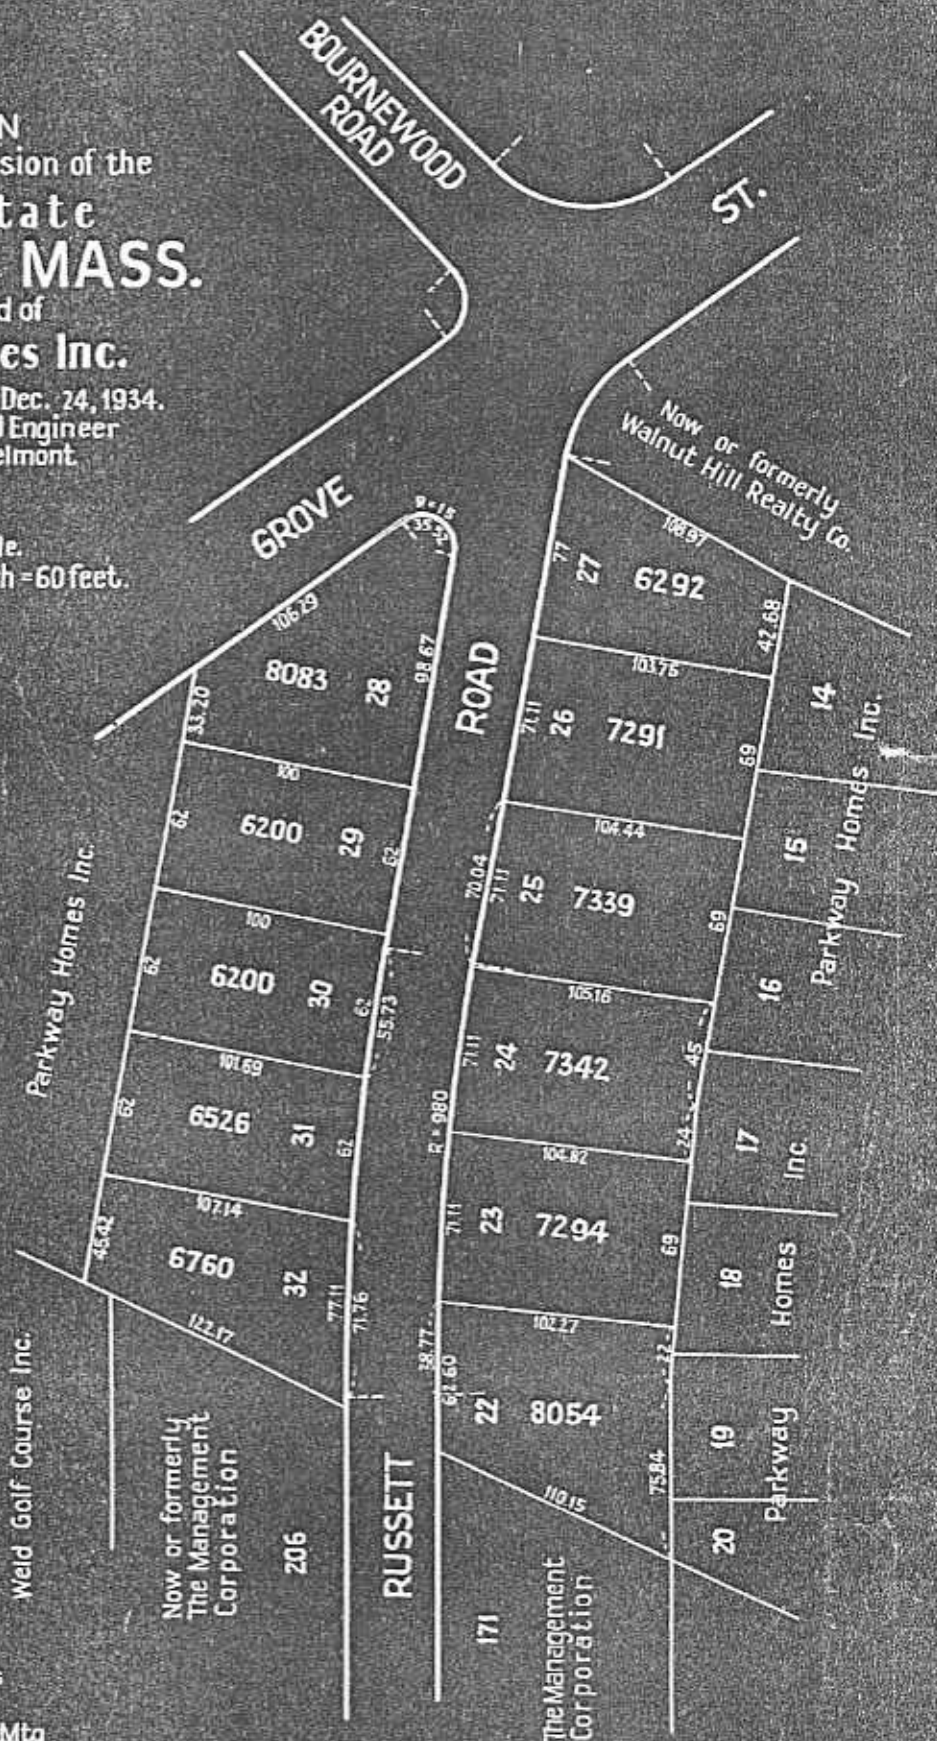 N
sion of the
tate
MASS.
d of
es Inc.
Dec. 24, 1934.
Engineer
elmont
le.
h = 60 feet.
BOURNEWOOD
ROAD
ST.
GROVE
Now or formerly
Walnut Hill Realty Co.
R = 15
35.52
106.29
8083
28
98.67
33.20
100
62
6200
29
62
100
62
6200
30
62
55.73
101.69
62
6526
31
62
107.14
45.42
6760
32
77.11
71.76
122.17
ROAD
108.97
77
27
6292
42.68
103.76
71.11
26
7291
69
104.44
70.04
71.11
25
7339
69
105.16
71.11
24
7342
45
24
R = 980
104.82
71.11
23
7294
69
102.27
38.77
62.60
22
8054
22
75.84
110.15
14
15
16
17
18
19
20
Parkway Homes Inc.
Parkway Homes Inc.
Parkway Homes Inc.
Weld Golf Course Inc.
Now or formerly
The Management
Corporation
206
RUSSETT
171
The Management
Corporation
Mtg